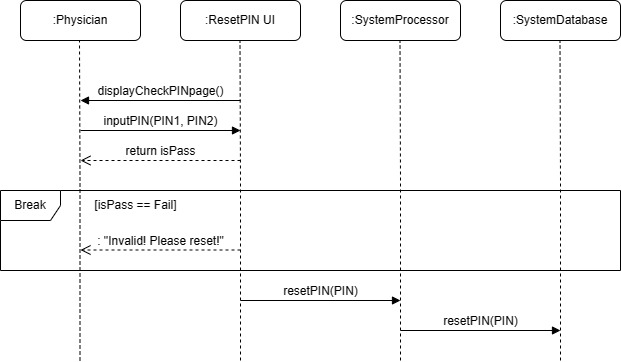 :Physician
:ResetPIN UI
:SystemProcessor
:SystemDatabase
displayCheckPINpage()
inputPIN(PIN1, PIN2)
return isPass
Break
[isPass == Fail]
: "Invalid! Please reset!"
resetPIN(PIN)
resetPIN(PIN)